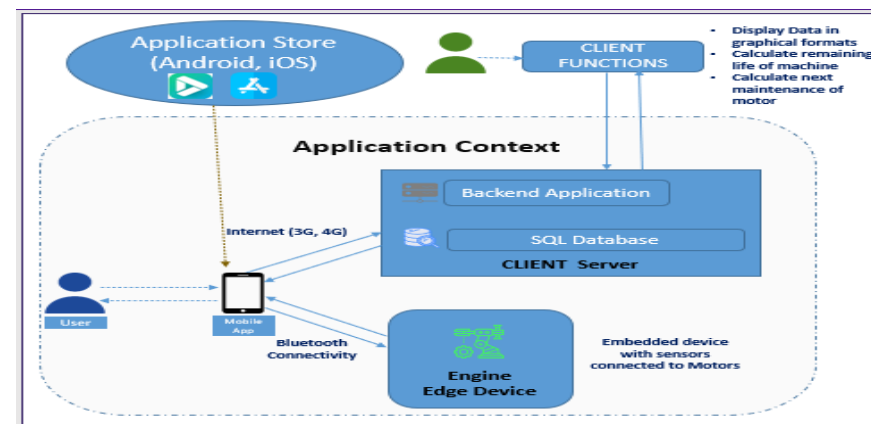 Application Store
(Android, iOS)
CLIENT
FUNCTIONS
• Display Data in
graphical formats
• Calculate remaining
life of machine
• Calculate next
maintenance of
motor
Application Context
Backend Application
SQL Database
CLIENT Server
Internet (3G, 4G)
User
Mobile
App
Bluetooth
Connectivity
Engine
Edge Device
Embedded device
with sensors
connected to Motors